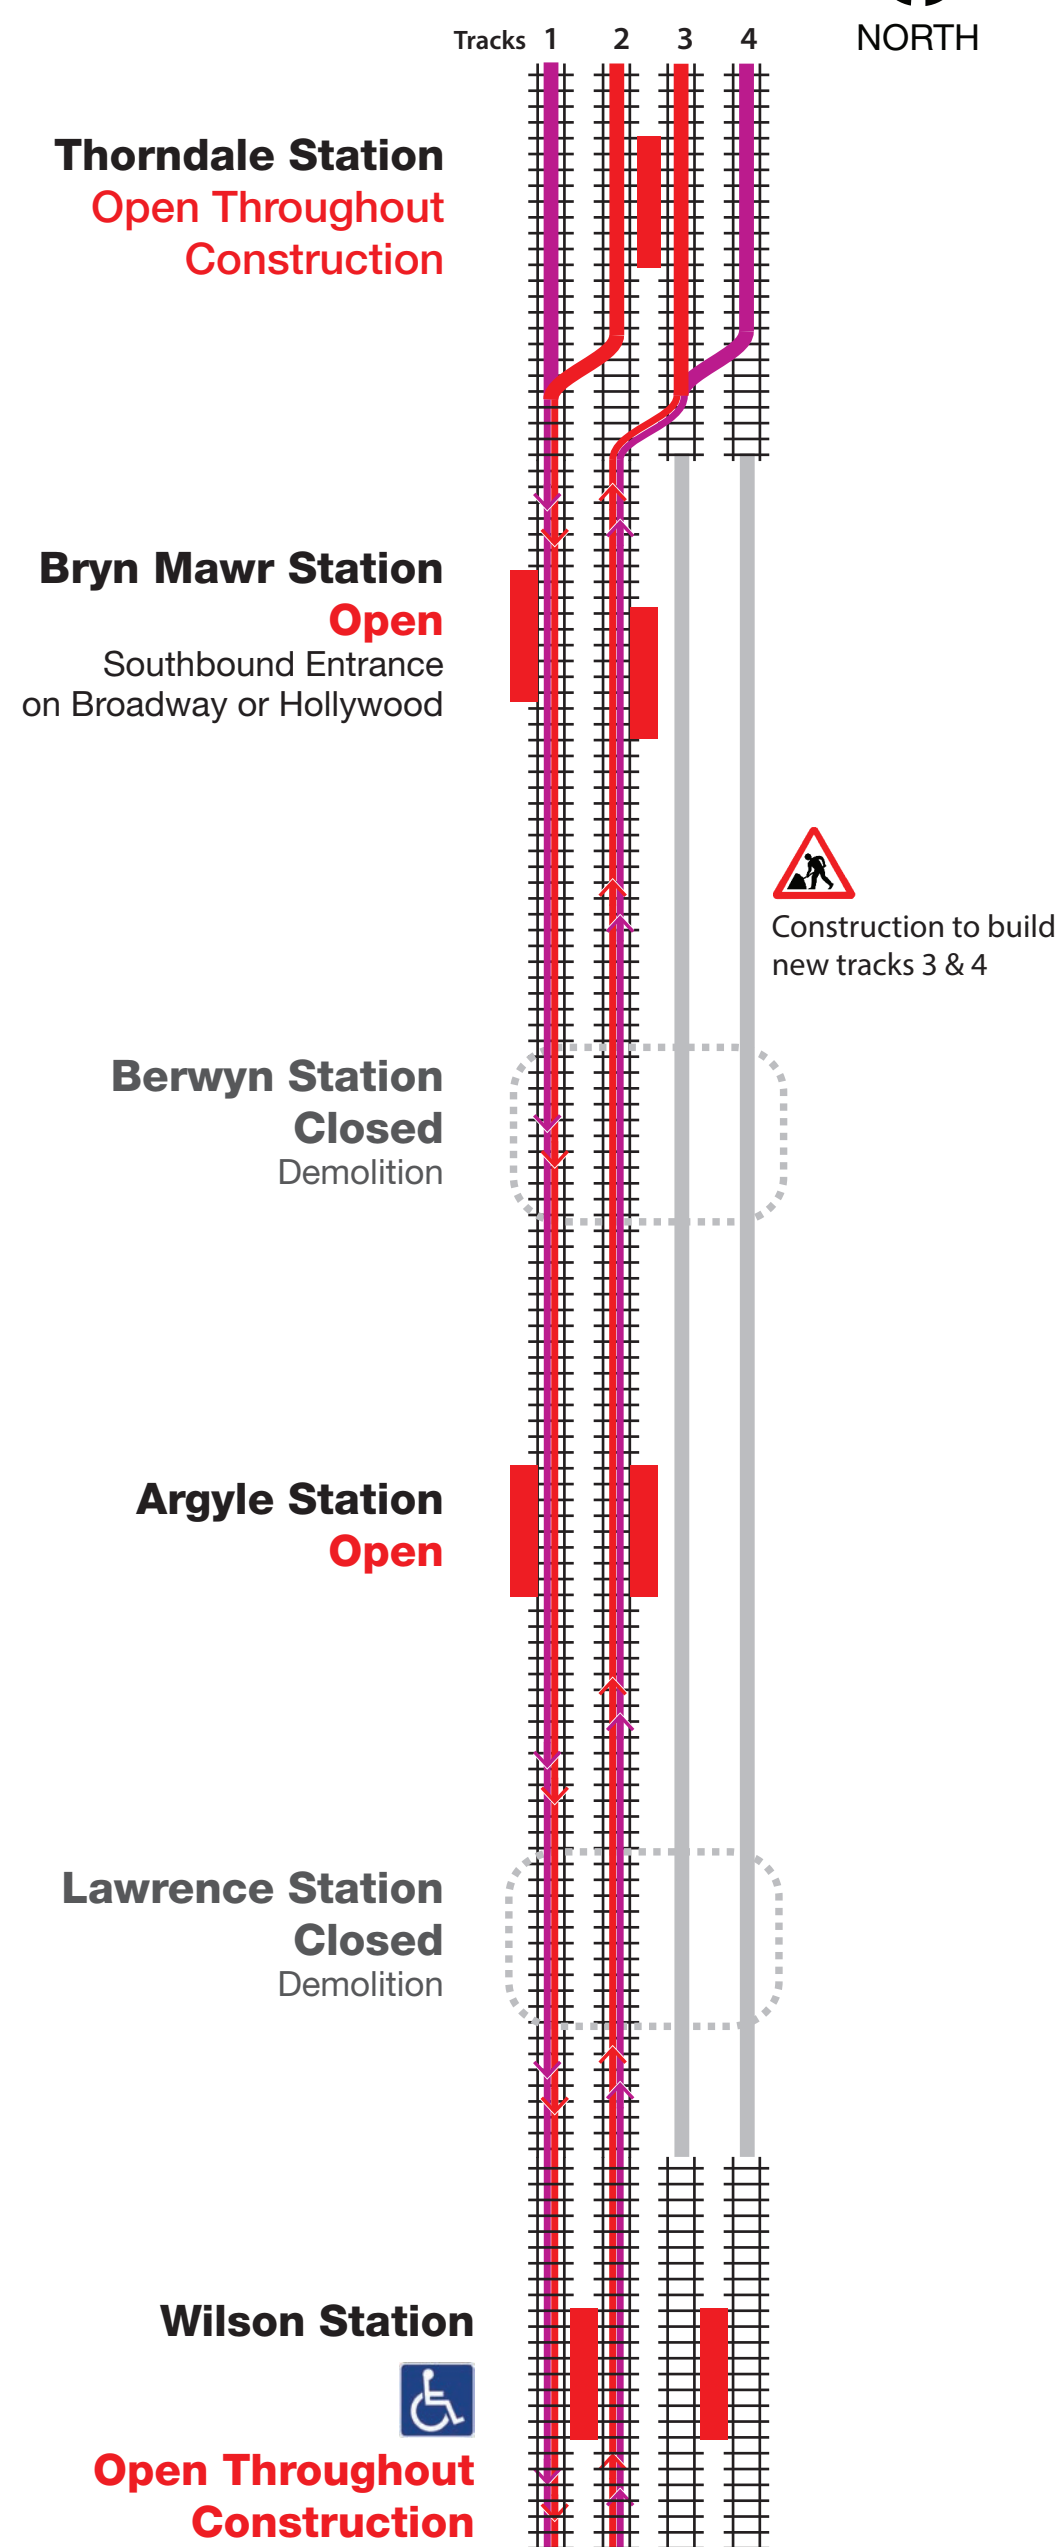 NORTH
Tracks 1 2 3 4
Thorndale Station
Open Throughout
Construction
Bryn Mawr Station
Open
Southbound Entrance
on Broadway or Hollywood
Construction to build
new tracks 3 & 4
Berwyn Station
Closed
Demolition
Argyle Station
Open
Lawrence Station
Closed
Demolition
Wilson Station
Open Throughout
Construction